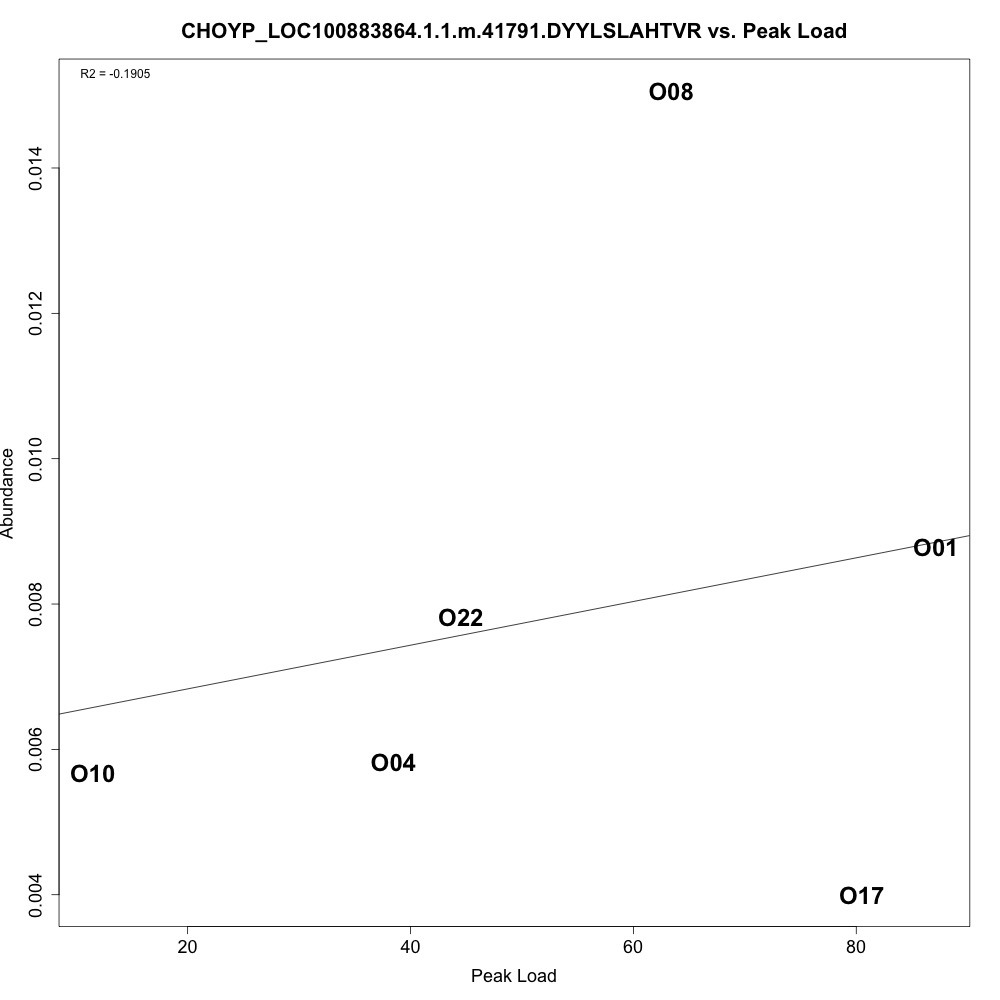 CHOYP_LOC100883864.1.1.m.41791.DYYLSLAHTVR vs. Peak Load
R2 = -0.1905
O08
0.014
0.012
0.010
Abundance
O01
0.008
O22
0.006
O04
O10
0.004
O17
20 40 60 80
Peak Load